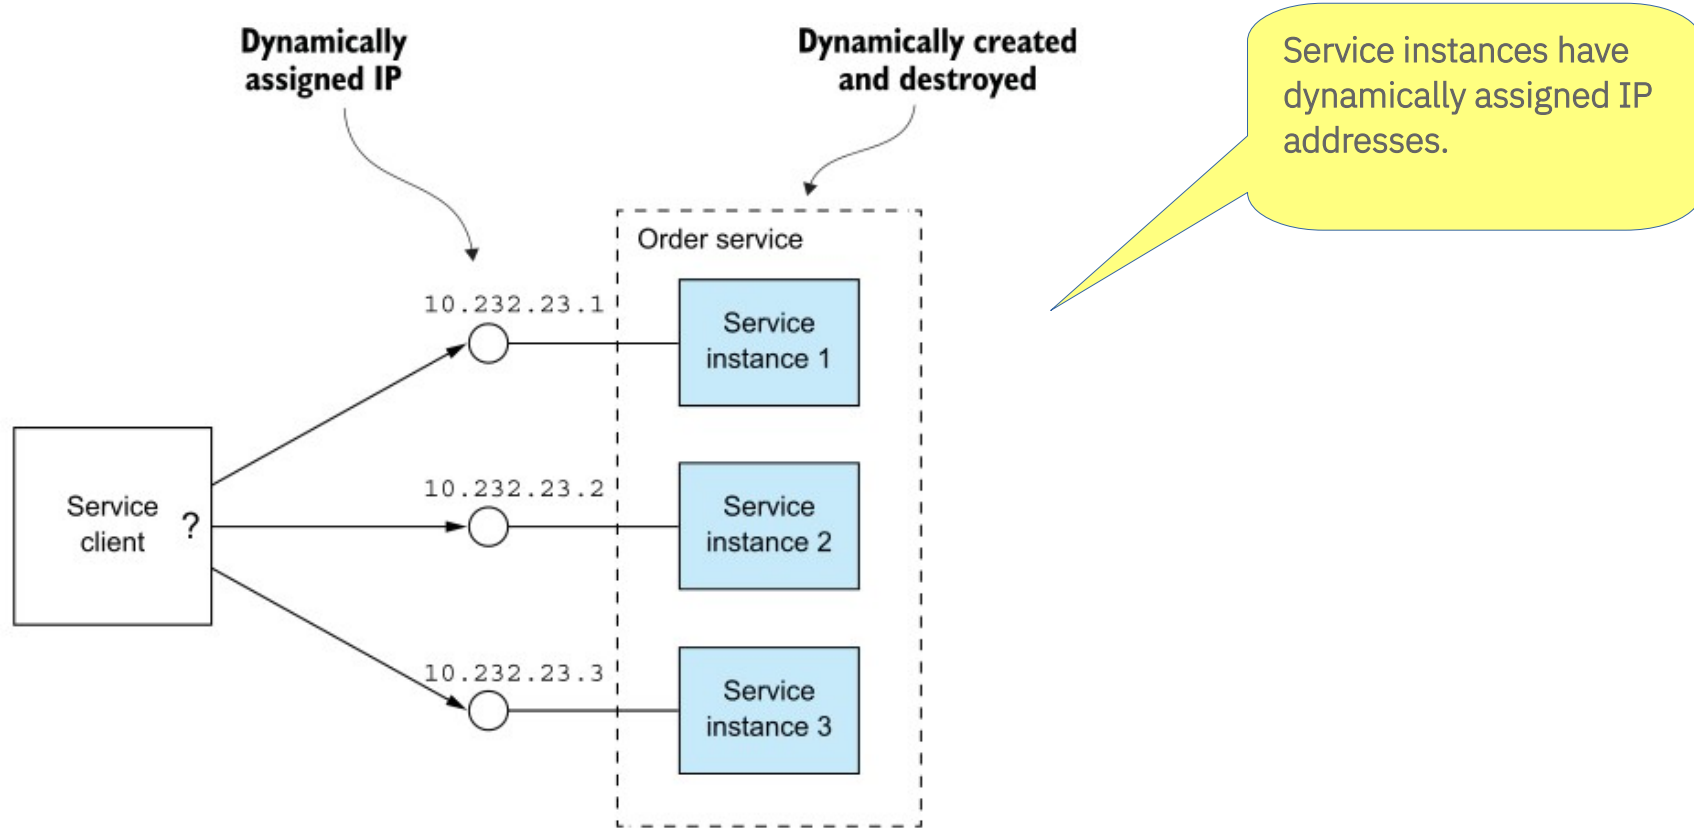 Dynamically
assigned IP
Dynamically created
and destroyed
Service instances have
dynamically assigned IP
addresses.
Order service
10.232.23.1
Service
instance 1
Service
client
?
10.232.23.2
Service
instance 2
10.232.23.3
Service
instance 3